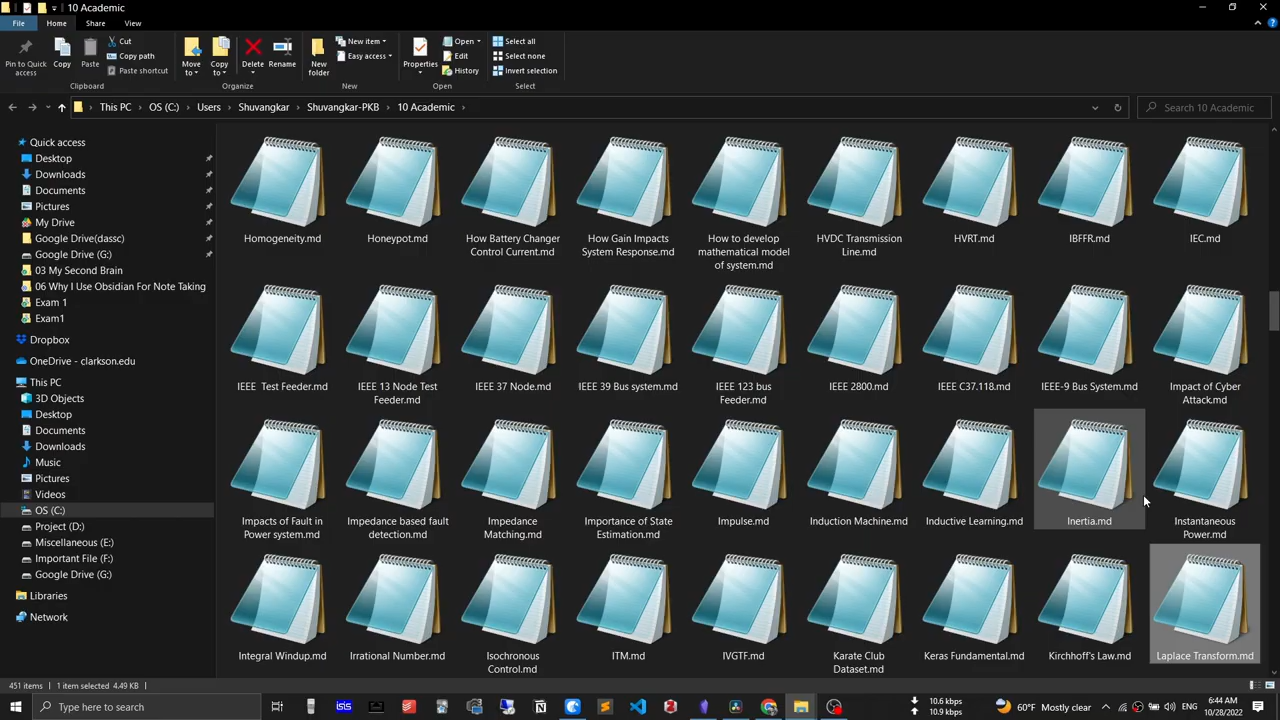 10 Academic
File Home Share View
Pin to Quick access
Copy
Paste
Cut
Copy path
Paste shortcut
Clipboard
Move to
Copy to
Delete
Rename
Organize
New folder
New item
Easy access
New
Properties
Open
Edit
History
Open
Select all
Select none
Invert selection
Select
This PC > OS (C:) > Users > Shuvangkar > Shuvangkar-PKB > 10 Academic >
Search 10 Academic
Quick access
Desktop
Downloads
Documents
Pictures
My Drive
Google Drive(dassc)
Google Drive (G:)
03 My Second Brain
06 Why I Use Obsidian For Note Taking
Exam 1
Exam1
Dropbox
OneDrive - clarkson.edu
This PC
3D Objects
Desktop
Documents
Downloads
Music
Pictures
Videos
OS (C:)
Project (D:)
Miscellaneous (E:)
Important File (F:)
Google Drive (G:)
Libraries
Network
Homogeneity.md
Honeypot.md
How Battery Changer
Control Current.md
How Gain Impacts
System Response.md
How to develop
mathematical model
of system.md
HVDC Transmission
Line.md
HVRT.md
IBFFR.md
IEC.md
IEEE Test Feeder.md
IEEE 13 Node Test
Feeder.md
IEEE 37 Node.md
IEEE 39 Bus system.md
IEEE 123 bus
Feeder.md
IEEE 2800.md
IEEE C37.118.md
IEEE-9 Bus System.md
Impact of Cyber
Attack.md
Impacts of Fault in
Power system.md
Impedance based fault
detection.md
Impedance
Matching.md
Importance of State
Estimation.md
Impulse.md
Induction Machine.md
Inductive Learning.md
Inertia.md
Instantaneous
Power.md
Integral Windup.md
Irrational Number.md
Isochronous
Control.md
ITM.md
IVGTF.md
Karate Club
Dataset.md
Keras Fundamental.md
Kirchhoff's Law.md
Laplace Transform.md
451 items
1 item selected 4.49 KB
Type here to search
isis
10.6 kbps
10.9 kbps
60°F Mostly clear
ENG
6:44 AM
10/28/2022